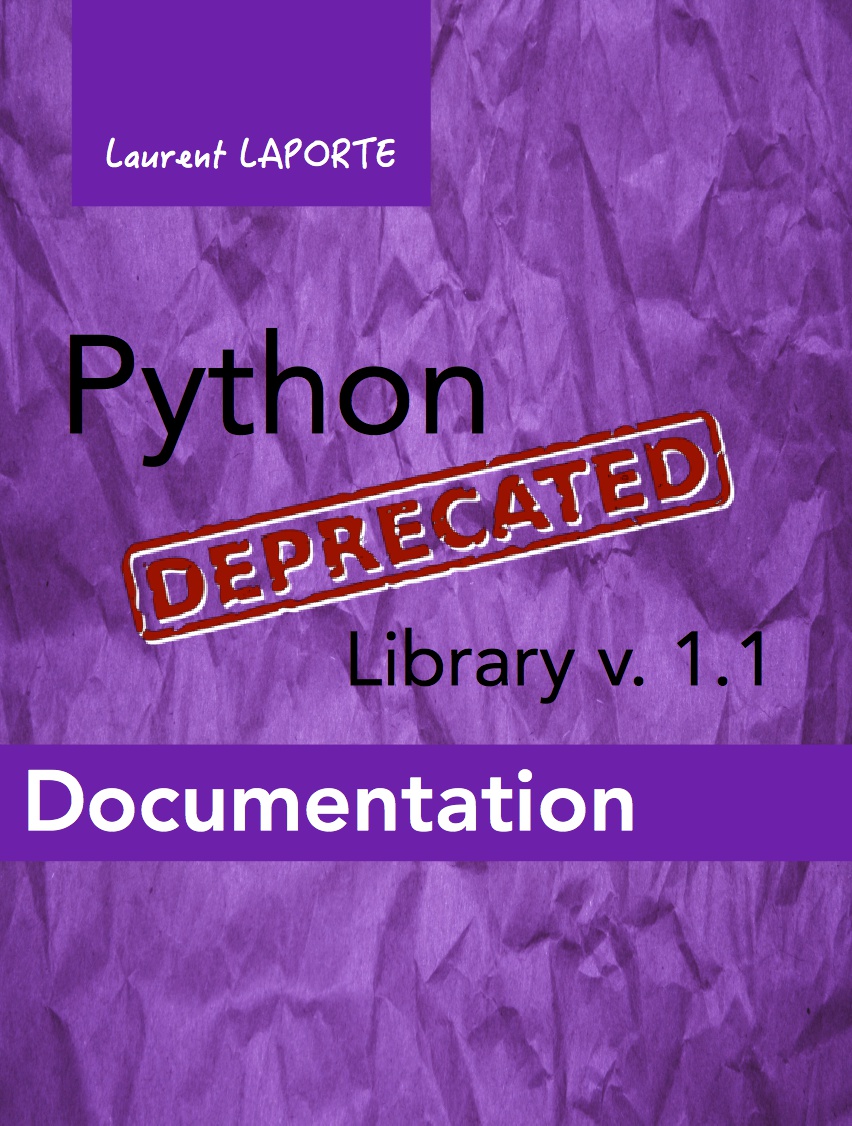 Laurent LAPORTE
Python
DEPRECATED
Library v. 1.1
Documentation